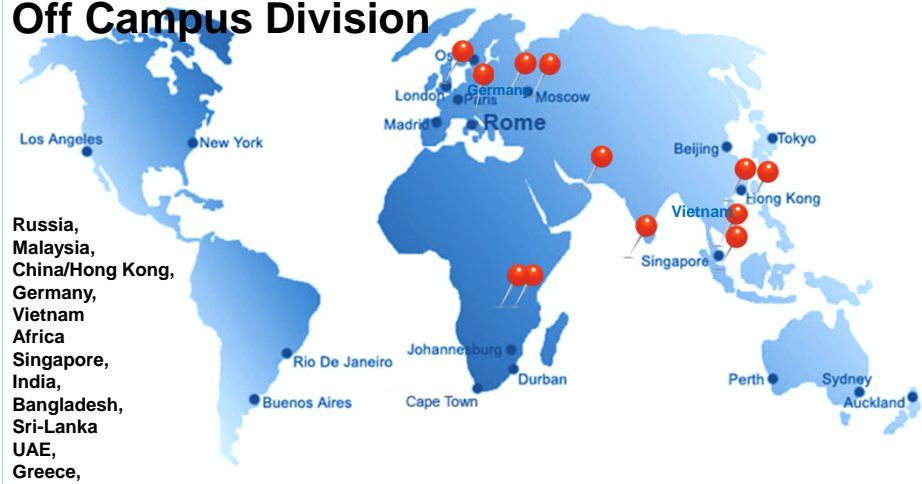 Off Campus Division
Os
London
Germany
Paris
Moscow
Madrid
Rome
Los Angeles
New York
Beijing
Tokyo
Hong Kong
Vietnam
Singapore
Russia,
Malaysia,
China/Hong Kong,
Germany,
Vietnam
Africa
Singapore,
India,
Bangladesh,
Sri-Lanka
UAE,
Greece,
Rio De Janeiro
Buenos Aires
Johannesburg
Durban
Cape Town
Perth
Sydney
Auckland